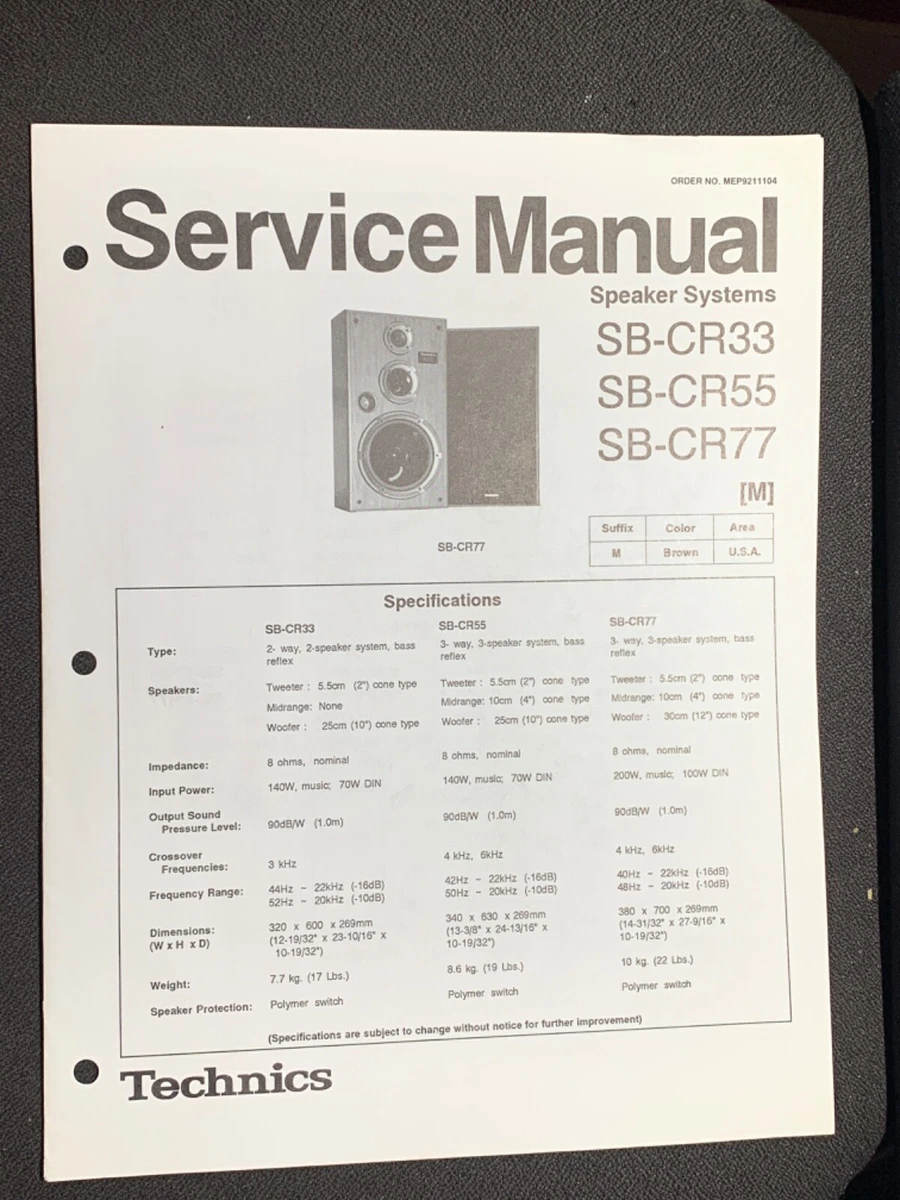 ORDER NO. MEP9211104
Service Manual
Speaker Systems
SB-CR33
SB-CR55
SB-CR77
[M]
SB-CR77
Suffix Color Area
M Brown U.S.A.
Specifications
SB-CR33 SB-CR55 SB-CR77
Type: 2- way, 2-speaker system, bass 3- way, 3-speaker system, bass 3- way, 3-speaker system, bass
reflex reflex reflex
Speakers: Tweeter : 5.5cm (2") cone type Tweeter : 5.5cm (2") cone type Tweeter : 5.5cm (2") cone type
Midrange: None Midrange: 10cm (4") cone type Midrange: 10cm (4") cone type
Woofer : 25cm (10") cone type Woofer : 25cm (10") cone type Woofer : 30cm (12") cone type
Impedance: 8 ohms, nominal 8 ohms, nominal 8 ohms, nominal
Input Power: 140W, music; 70W DIN 140W, music; 70W DIN 200W, music; 100W DIN
Output Sound
Pressure Level: 90dB/W (1.0m) 90dB/W (1.0m) 90dB/W (1.0m)
Crossover
Frequencies: 3 kHz 4 kHz, 6kHz 4 kHz, 6kHz
Frequency Range: 44Hz ~ 22kHz (-16dB) 42Hz ~ 22kHz (-16dB) 40Hz ~ 22kHz (-16dB)
52Hz ~ 20kHz (-10dB) 50Hz ~ 20kHz (-10dB) 48Hz ~ 20kHz (-10dB)
Dimensions: 320 x 600 x 269mm 340 x 630 x 269mm 380 x 700 x 269mm
(W x H x D) (12-19/32" x 23-10/16" x (13-3/8" x 24-13/16" x (14-31/32" x 27-9/16" x
10-19/32") 10-19/32") 10-19/32")
Weight: 7.7 kg. (17 Lbs.) 8.6 kg. (19 Lbs.) 10 kg. (22 Lbs.)
Speaker Protection: Polymer switch Polymer switch Polymer switch
(Specifications are subject to change without notice for further improvement)
Technics